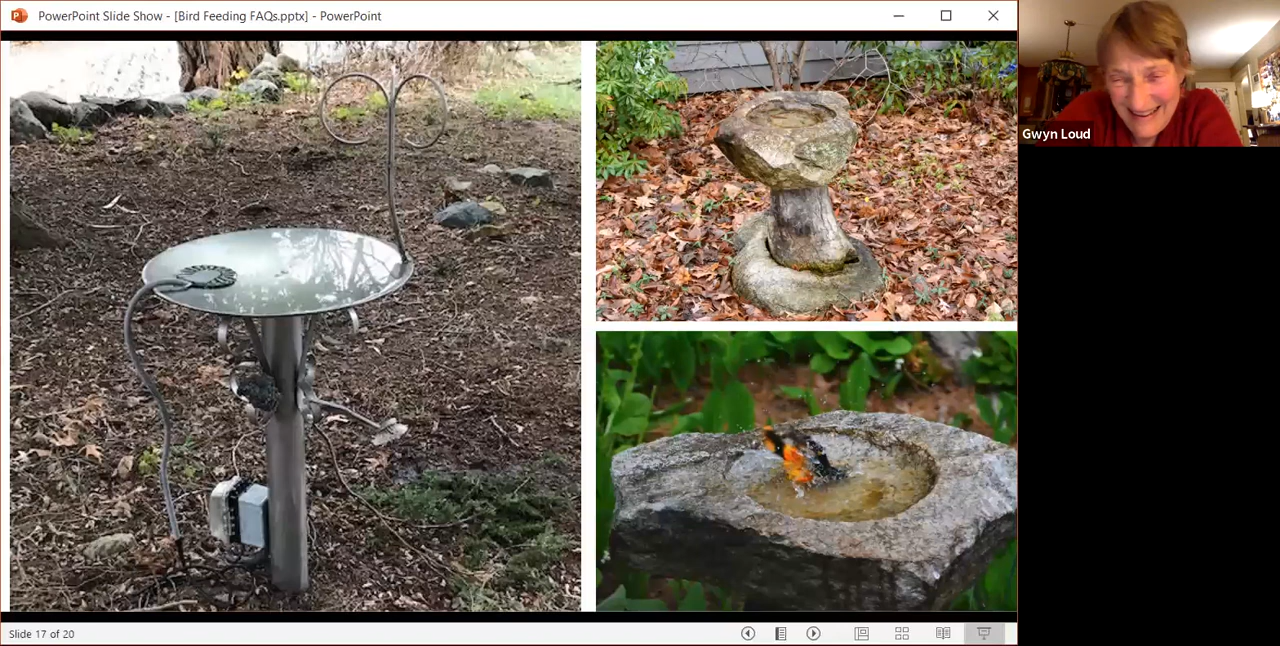 PowerPoint Slide Show - [Bird Feeding FAQs.pptx] - PowerPoint
Gwyn Loud
Slide 17 of 20